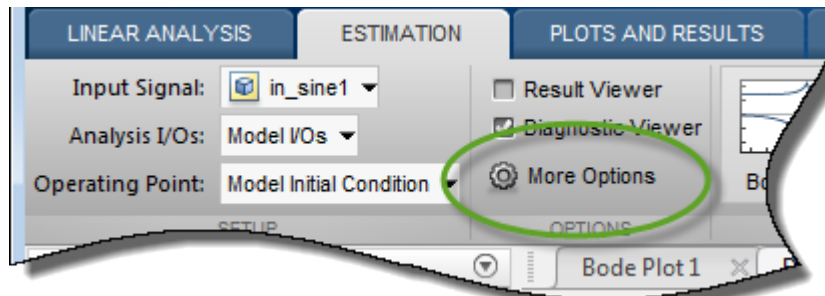 LINEAR ANALYSIS
ESTIMATION
PLOTS AND RESULTS
Input Signal: in_sine1
Result Viewer
Analysis I/Os: Model I/Os
Diagnostic Viewer
Operating Point: Model Initial Condition
More Options
SETUP
OPTIONS
Bode Plot 1